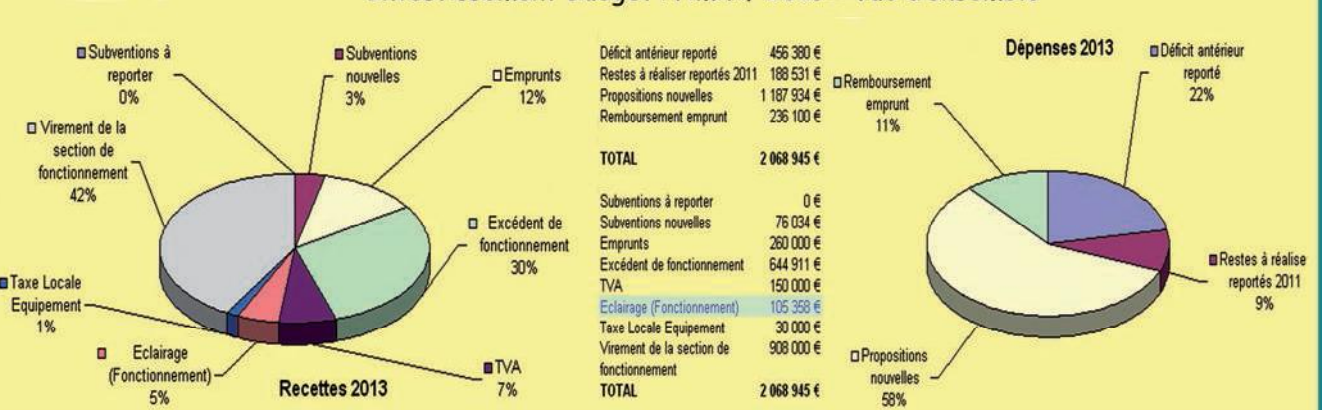 Subventions à
reporter
0%
Subventions
nouvelles
3%
Emprunts
12%
Virement de la
section de
fonctionnement
42%
Excédent de
fonctionnement
30%
Taxe Locale
Equipement
1%
Eclairage
(Fonctionnement)
5%
TVA
7%
Recettes 2013
Déficit antérieur reporté 456 380 €
Restes à réaliser reportés 2011 188 531 €
Propositions nouvelles 1 187 934 €
Remboursement emprunt 236 100 €
TOTAL 2 068 945 €
Subventions à reporter 0 €
Subventions nouvelles 76 034 €
Emprunts 260 000 €
Excédent de fonctionnement 644 911 €
TVA 150 000 €
Eclairage (Fonctionnement) 105 358 €
Taxe Locale Equipement 30 000 €
Virement de la section de 908 000 €
fonctionnement
TOTAL 2 068 945 €
Dépenses 2013
Déficit antérieur
reporté
22%
Remboursement
emprunt
11%
Restes à réalise
reportés 2011
9%
Propositions
nouvelles
58%